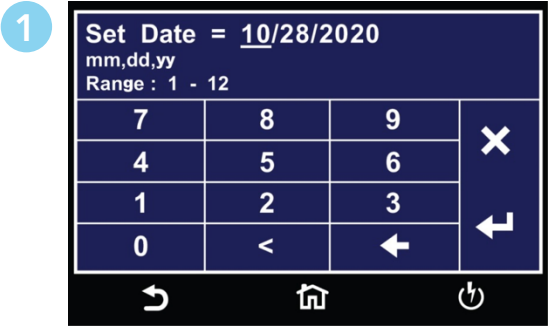 1
Set Date = 10/28/2020
mm,dd,yy
Range : 1 - 12
7 8 9
4 5 6
1 2 3
0 <